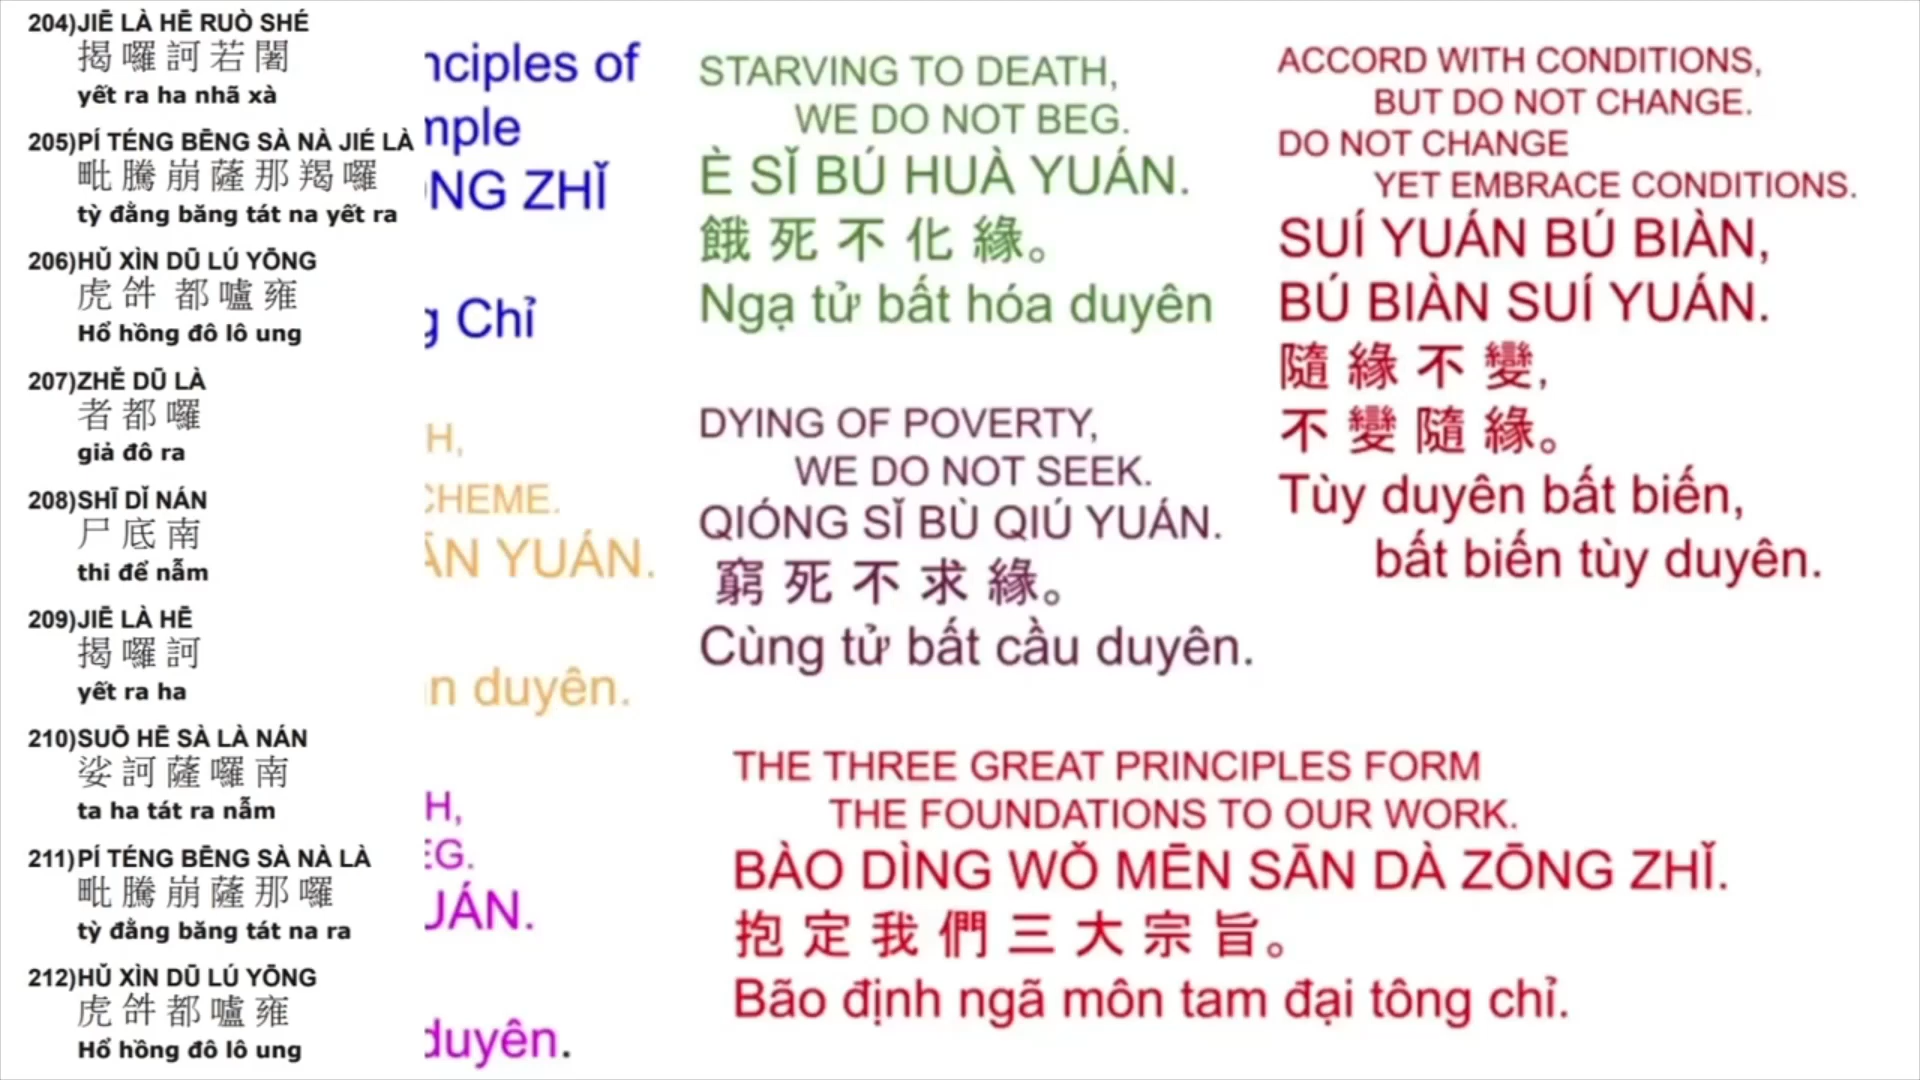 204)JIĒ LÀ HĒ RUÒ SHÉ
揭 囉 訶 若 闍
yết ra ha nhã xà
205)PÍ TÉNG BĒNG SÀ NÀ JIÉ LÀ
毗 騰 崩 薩 那 羯 囉
tỳ đằng băng tát na yết ra
206)HǓ XÌN DŪ LÚ YŌNG
虎 𤙖 都 嚧 雍
Hổ hồng đô lô ung
207)ZHĚ DŪ LÀ
者 都 囉
giả đô ra
208)SHĪ DǏ NÁN
尸 底 南
thi để nẫm
209)JIĒ LÀ HĒ
揭 囉 訶
yết ra ha
210)SUŌ HĒ SÀ LÀ NÁN
娑 訶 薩 囉 南
ta ha tát ra nẫm
211)PÍ TÉNG BĒNG SÀ NÀ LÀ
毗 騰 崩 薩 那 囉
tỳ đằng băng tát na ra
212)HǓ XÌN DŪ LÚ YŌNG
虎 𤙖 都 嚧 雍
Hổ hồng đô lô ung
nciples of
mple
ONG ZHǏ
g Chỉ
H,
CHEME.
ĀN YUÁN.
n duyên.
H,
EG.
UÁN.
duyên.
STARVING TO DEATH,
WE DO NOT BEG.
È SǏ BÚ HUÀ YUÁN.
餓 死 不 化 緣。
Ngạ tử bất hóa duyên
DYING OF POVERTY,
WE DO NOT SEEK.
QIÓNG SǏ BÙ QIÚ YUÁN.
窮 死 不 求 緣。
Cùng tử bất cầu duyên.
ACCORD WITH CONDITIONS,
BUT DO NOT CHANGE.
DO NOT CHANGE
YET EMBRACE CONDITIONS.
SUÍ YUÁN BÚ BIÀN,
BÚ BIÀN SUÍ YUÁN.
隨 緣 不 變,
不 變 隨 緣。
Tùy duyên bất biến,
bất biến tùy duyên.
THE THREE GREAT PRINCIPLES FORM
THE FOUNDATIONS TO OUR WORK.
BÀO DÌNG WǑ MĒN SĀN DÀ ZŌNG ZHǏ.
抱 定 我 們 三 大 宗 旨。
Bão định ngã môn tam đại tông chỉ.